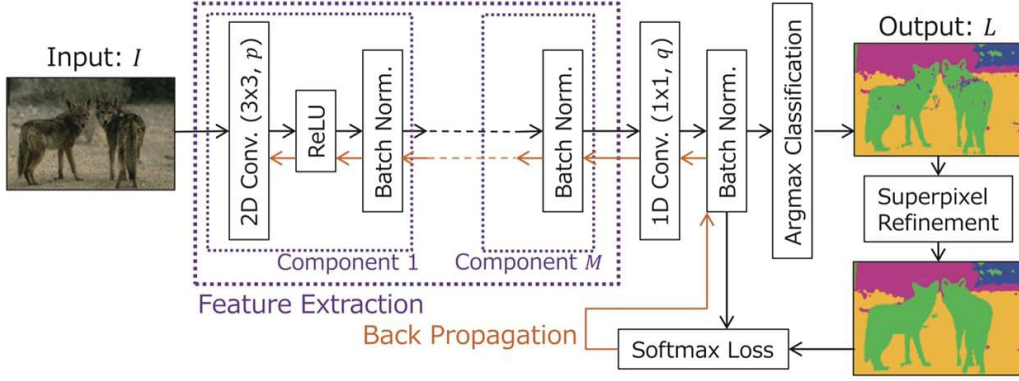 Input: I
2D Conv. (3x3, p)
ReLU
Batch Norm.
Component 1
Batch Norm.
Component M
Feature Extraction
1D Conv. (1x1, q)
Batch Norm.
Argmax Classification
Output: L
Superpixel
Refinement
Back Propagation
Softmax Loss